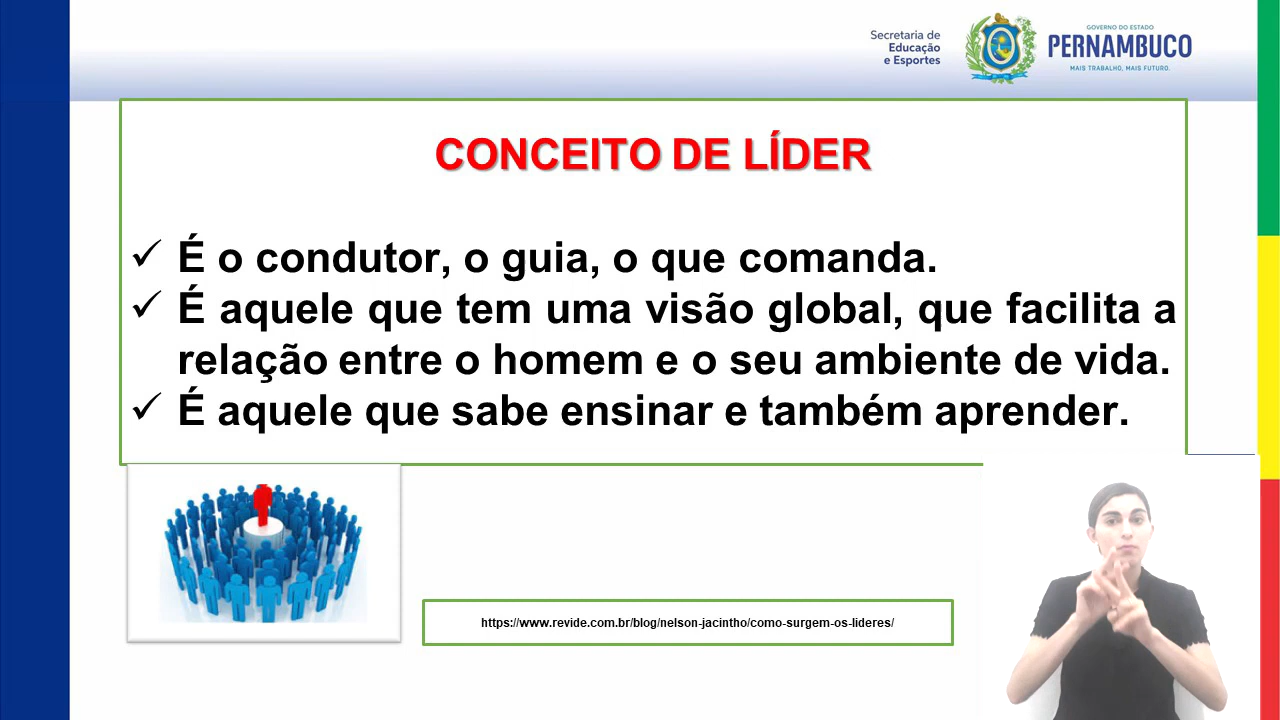 Secretaria de
Educação
e Esportes
GOVERNO DO ESTADO
PERNAMBUCO
MAIS TRABALHO, MAIS FUTURO.
CONCEITO DE LÍDER
✓ É o condutor, o guia, o que comanda.
✓ É aquele que tem uma visão global, que facilita a
relação entre o homem e o seu ambiente de vida.
✓ É aquele que sabe ensinar e também aprender.
https://www.revide.com.br/blog/nelson-jacintho/como-surgem-os-lideres/